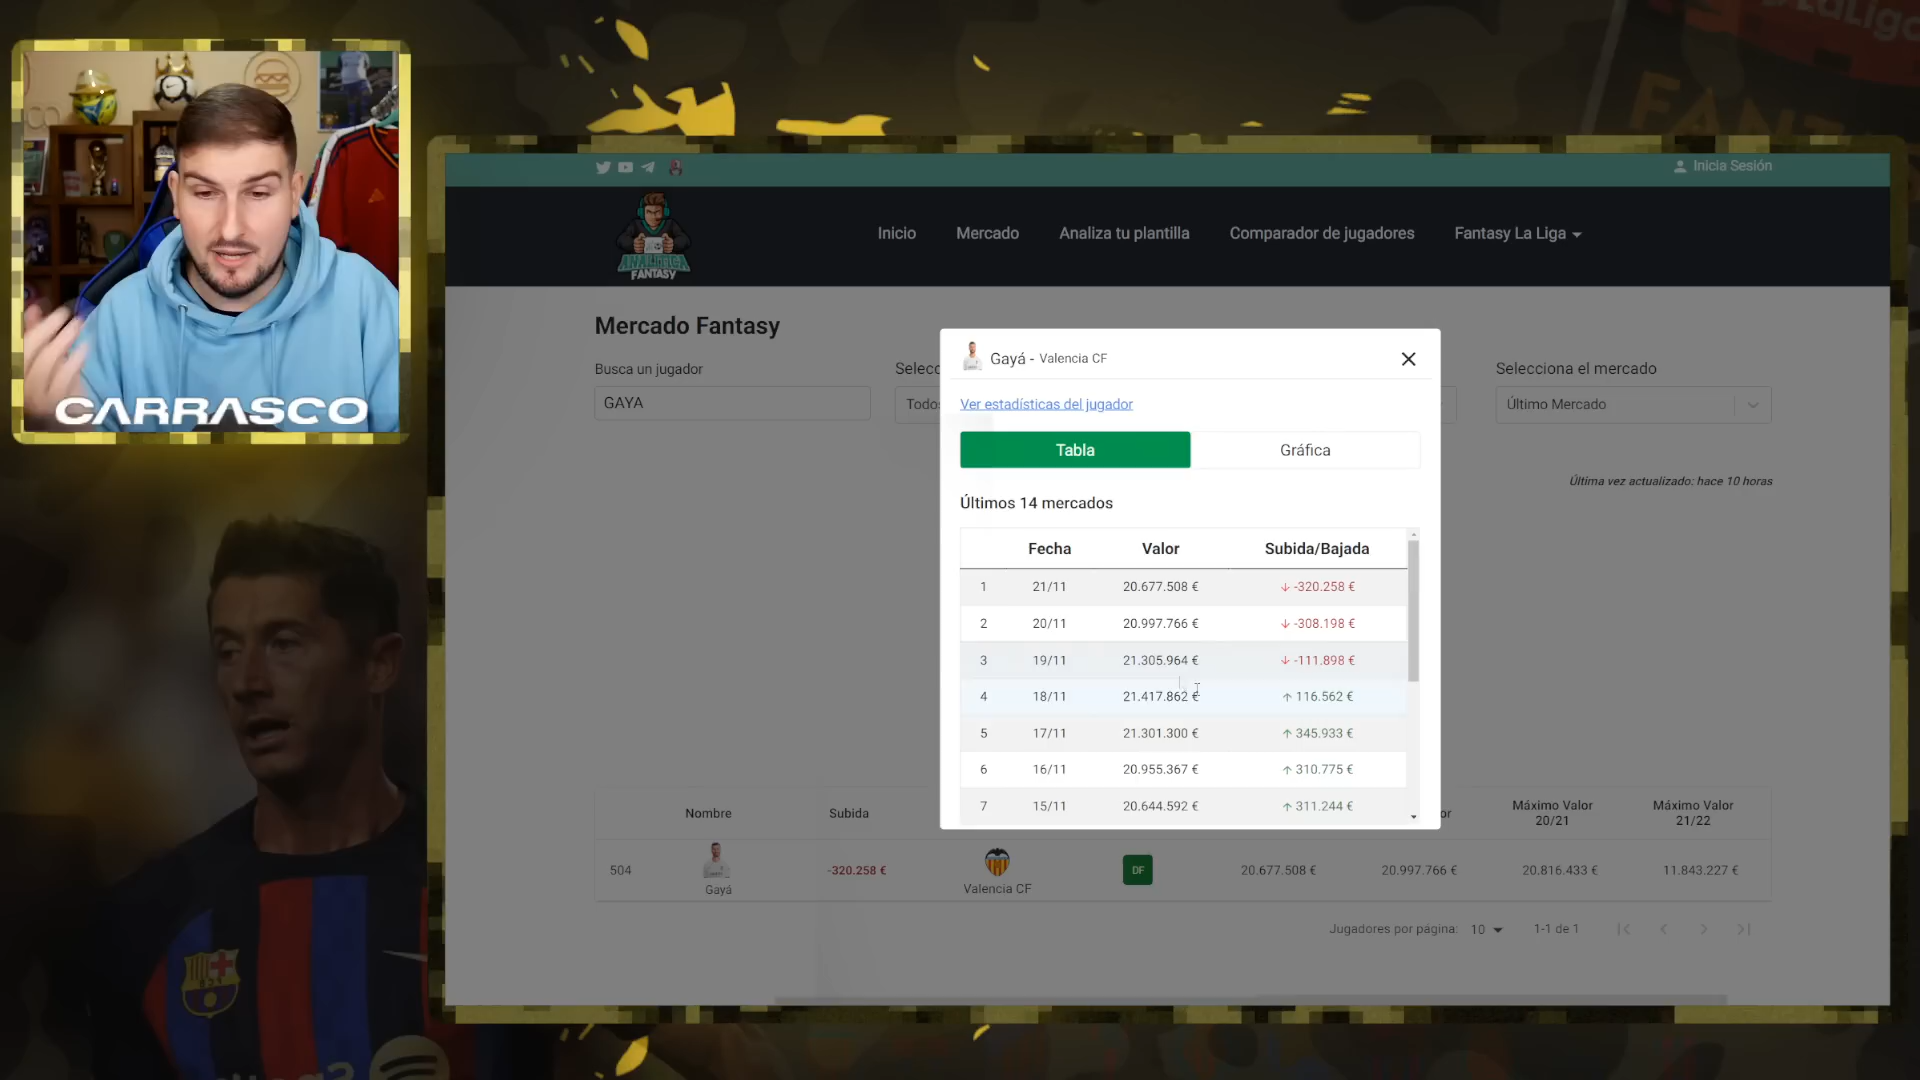 CARRASCO
Inicia Sesión
ANALÍTICA
FANTASY
Inicio
Mercado
Analiza tu plantilla
Comparador de jugadores
Fantasy La Liga
Mercado Fantasy
Busca un jugador
GAYA
Selecc
Todos
Selecciona el mercado
Último Mercado
Última vez actualizado: hace 10 horas
Gayá - Valencia CF
Ver estadísticas del jugador
Tabla
Gráfica
Últimos 14 mercados
Fecha Valor Subida/Bajada
1 21/11 20.677.508 € ↓ -320.258 €
2 20/11 20.997.766 € ↓ -308.198 €
3 19/11 21.305.964 € ↓ -111.898 €
4 18/11 21.417.862 € ↑ 116.562 €
5 17/11 21.301.300 € ↑ 345.933 €
6 16/11 20.955.367 € ↑ 310.775 €
7 15/11 20.644.592 € ↑ 311.244 €
Nombre Subida or Máximo Valor 20/21 Máximo Valor 21/22
504 Gayá -320.258 € Valencia CF DF 20.677.508 € 20.997.766 € 20.816.433 € 11.843.227 €
Jugadores por página: 10 1-1 de 1